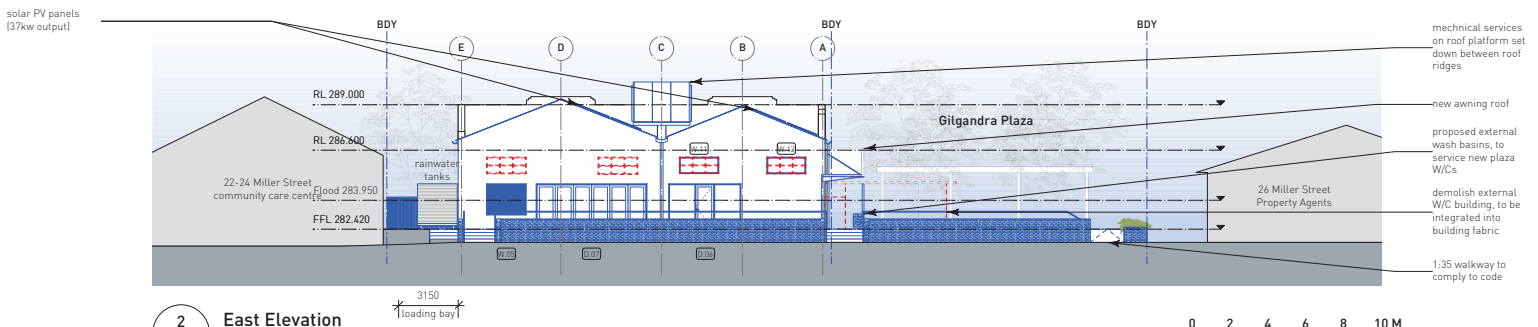 solar PV panels
(37kw output)
BDY
BDY
BDY
E
D
C
B
A
mechnical services
on roof platform set
down between roof
ridges
RL 289.000
new awning roof
Gilgandra Plaza
RL 286.600
W.11
W.12
proposed external
wash basins, to
service new plaza
W/Cs
rainwater
tanks
22-24 Miller Street
community care centre
Flood 283.950
26 Miller Street
Property Agents
demolish external
W/C building, to be
integrated into
building fabric
FFL 282.420
W.05
D.07
D.06
1:35 walkway to
comply to code
3150
loading bay
2
East Elevation
0 2 4 6 8 10 M